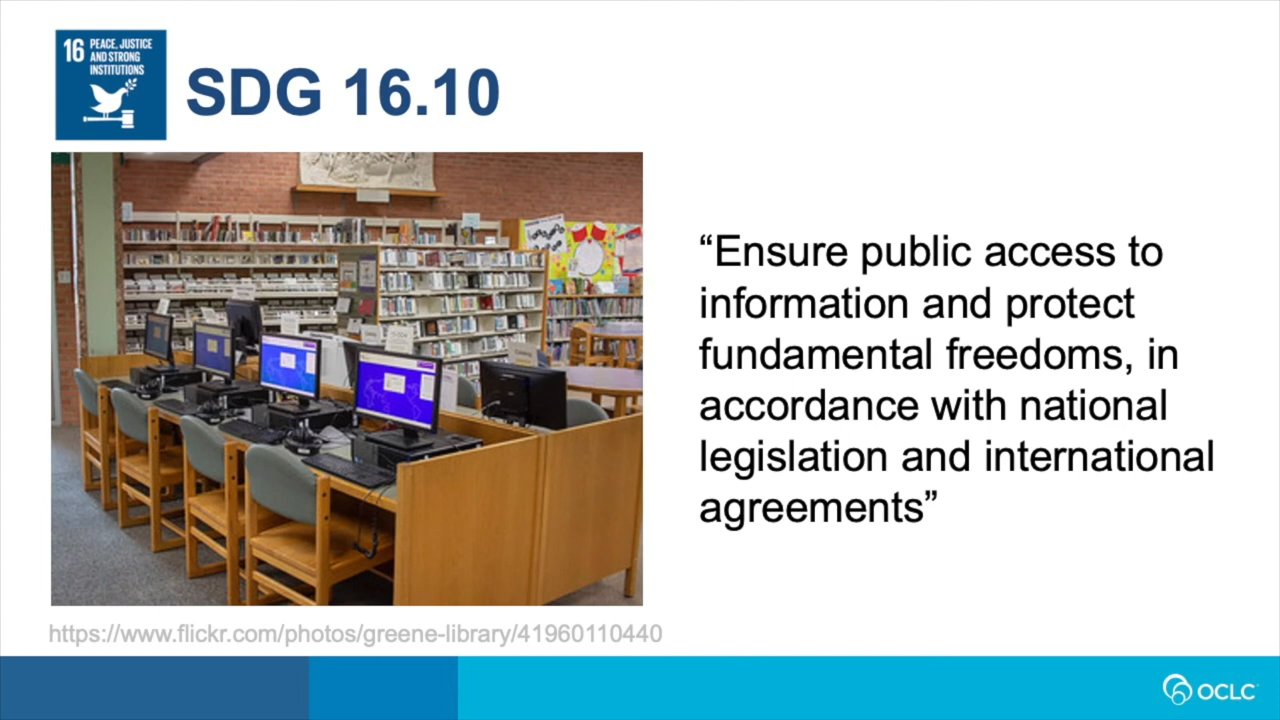 16 PEACE, JUSTICE
AND STRONG
INSTITUTIONS
SDG 16.10
“Ensure public access to
information and protect
fundamental freedoms, in
accordance with national
legislation and international
agreements”
https://www.flickr.com/photos/greene-library/41960110440
OCLC